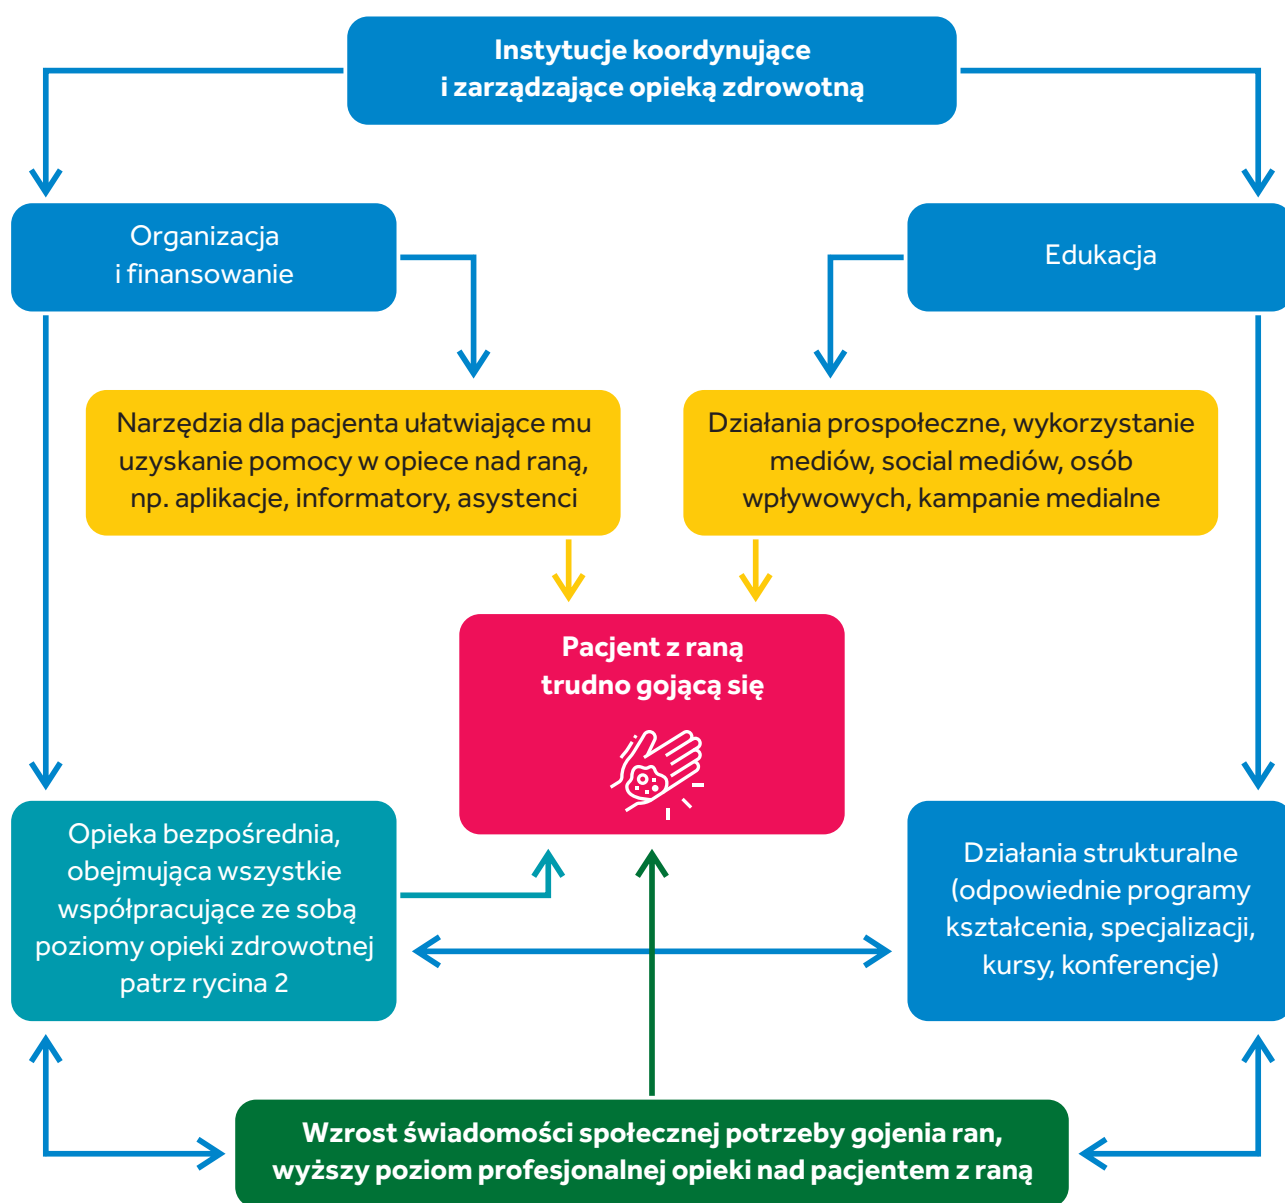 Instytucje koordynujące
i zarządzające opieką zdrowotną
Organizacja
i finansowanie
Edukacja
Narzędzia dla pacjenta ułatwiające mu
uzyskanie pomocy w opiece nad raną,
np. aplikacje, informatory, asystenci
Działania prospołeczne, wykorzystanie
mediów, social mediów, osób
wpływowych, kampanie medialne
Pacjent z raną
trudno gojącą się
Opieka bezpośrednia,
obejmująca wszystkie
współpracujące ze sobą
poziomy opieki zdrowotnej
patrz rycina 2
Działania strukturalne
(odpowiednie programy
kształcenia, specjalizacji,
kursy, konferencje)
Wzrost świadomości społecznej potrzeby gojenia ran,
wyższy poziom profesjonalnej opieki nad pacjentem z raną